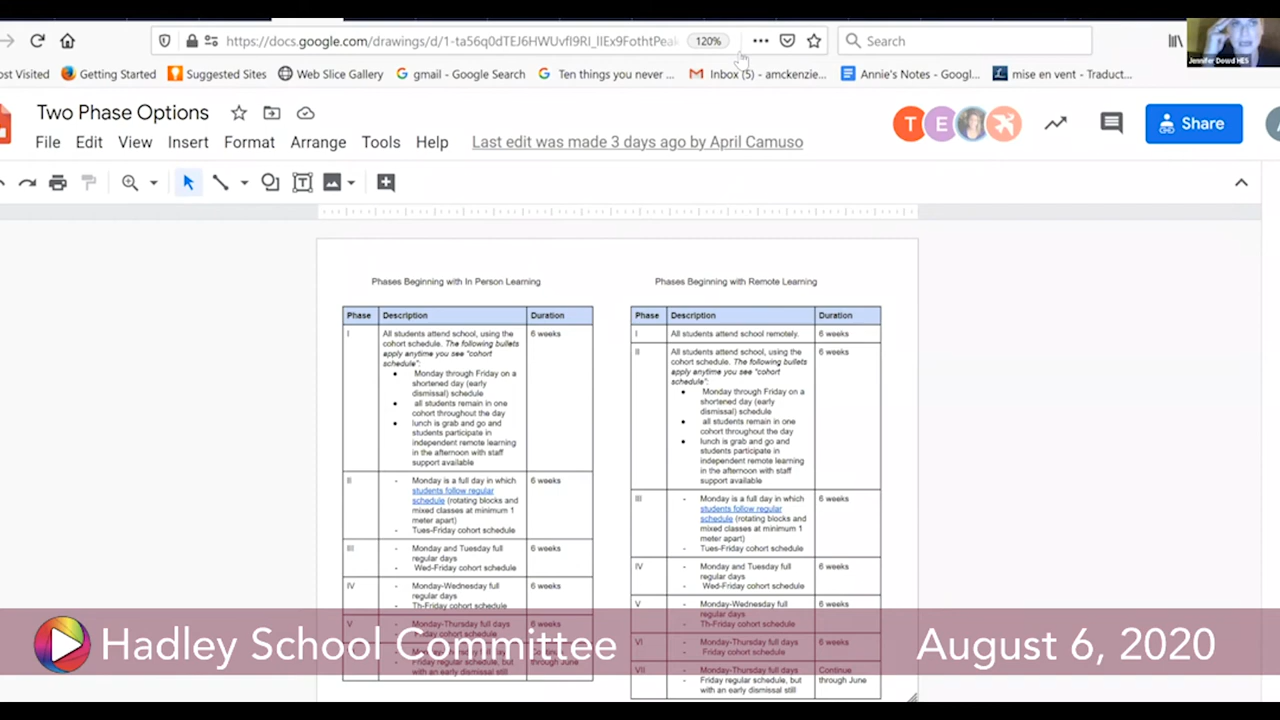 https://docs.google.com/drawings/d/1-ta56q0dTEJ6HWUvfI9RI_lIEx9FothtPeak
120%
Search
Jennifer Dowd HES
ost Visited
Getting Started
Suggested Sites
Web Slice Gallery
gmail - Google Search
Ten things you never ...
Inbox (5) - amckenzie...
Annie's Notes - Googl...
mise en vent - Traduct...
Two Phase Options
T
E
Share
File Edit View Insert Format Arrange Tools Help
Last edit was made 3 days ago by April Camuso
Phases Beginning with In Person Learning
Phase Description Duration
I All students attend school, using the 6 weeks
cohort schedule. The following bullets
apply anytime you see "cohort
schedule":
● Monday through Friday on a
shortened day (early
dismissal) schedule
● all students remain in one
cohort throughout the day
● lunch is grab and go and
students participate in
independent remote learning
in the afternoon with staff
support available
II - Monday is a full day in which 6 weeks
students follow regular
schedule (rotating blocks and
mixed classes at minimum 1
meter apart)
- Tues-Friday cohort schedule
III - Monday and Tuesday full 6 weeks
regular days
- Wed-Friday cohort schedule
IV - Monday-Wednesday full 6 weeks
regular days
- Th-Friday cohort schedule
V - Monday-Thursday full days 6 weeks
Friday cohort schedule
through June
- Friday regular schedule, but
with an early dismissal still
Phases Beginning with Remote Learning
Phase Description Duration
I All students attend school remotely. 6 weeks
II All students attend school, using the 6 weeks
cohort schedule. The following bullets
apply anytime you see "cohort
schedule":
● Monday through Friday on a
shortened day (early
dismissal) schedule
● all students remain in one
cohort throughout the day
● lunch is grab and go and
students participate in
independent remote learning
in the afternoon with staff
support available
III - Monday is a full day in which 6 weeks
students follow regular
schedule (rotating blocks and
mixed classes at minimum 1
meter apart)
- Tues-Friday cohort schedule
IV - Monday and Tuesday full 6 weeks
regular days
- Wed-Friday cohort schedule
V - Monday-Wednesday full 6 weeks
regular days
- Th-Friday cohort schedule
VI - Monday-Thursday full days 6 weeks
- Friday cohort schedule
VII - Monday-Thursday full days Continue
- Friday regular schedule, but through June
with an early dismissal still
Hadley School Committee
August 6, 2020